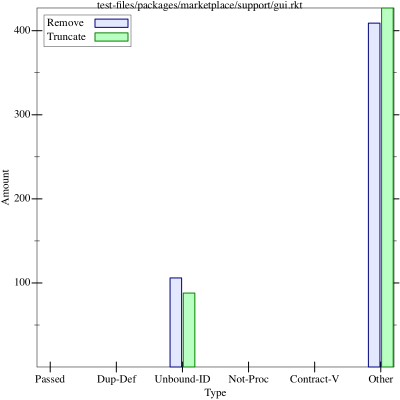 test-files/packages/marketplace/support/gui.rkt
Remove
Truncate
400
300
200
100
Amount
Passed Dup-Def Unbound-ID Not-Proc Contract-V Other
Type